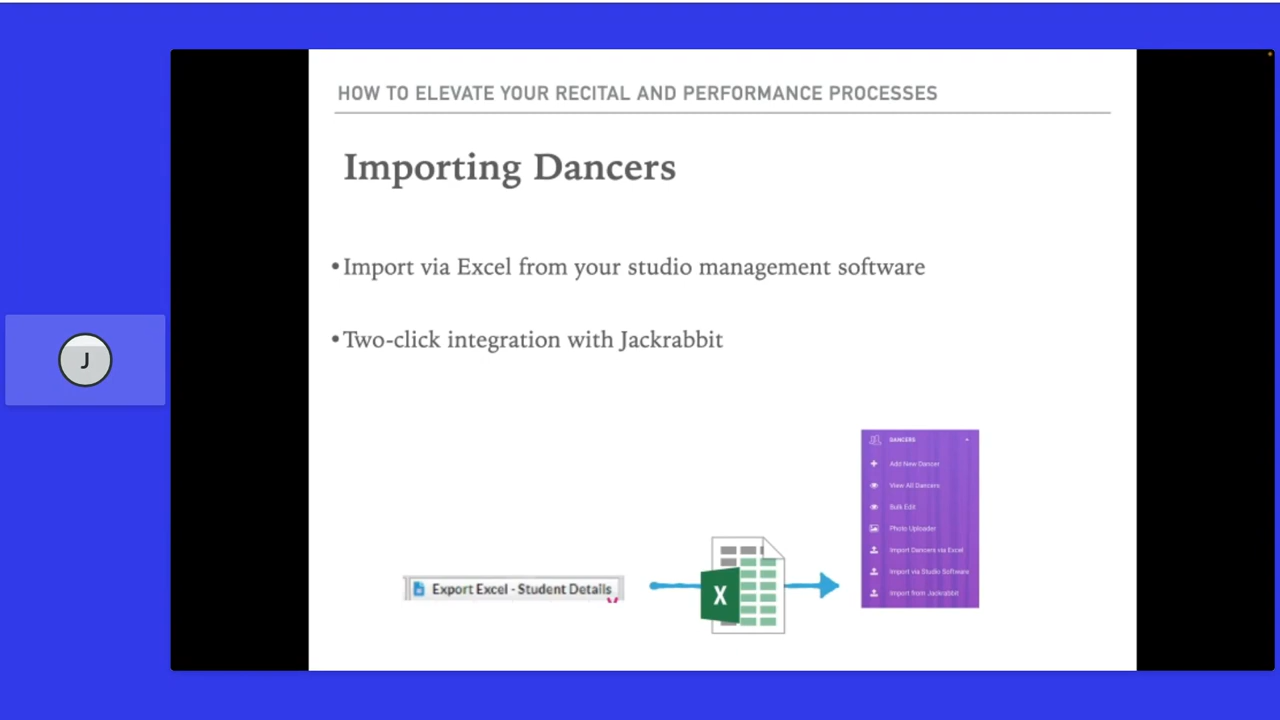 HOW TO ELEVATE YOUR RECITAL AND PERFORMANCE PROCESSES
Importing Dancers
•Import via Excel from your studio management software
•Two-click integration with Jackrabbit
J
DANCERS
Add New Dancer
View All Dancers
Bulk Edit
Photo Uploader
Import Dancers via Excel
Import via Studio Software
Import from Jackrabbit
Export Excel - Student Details
X